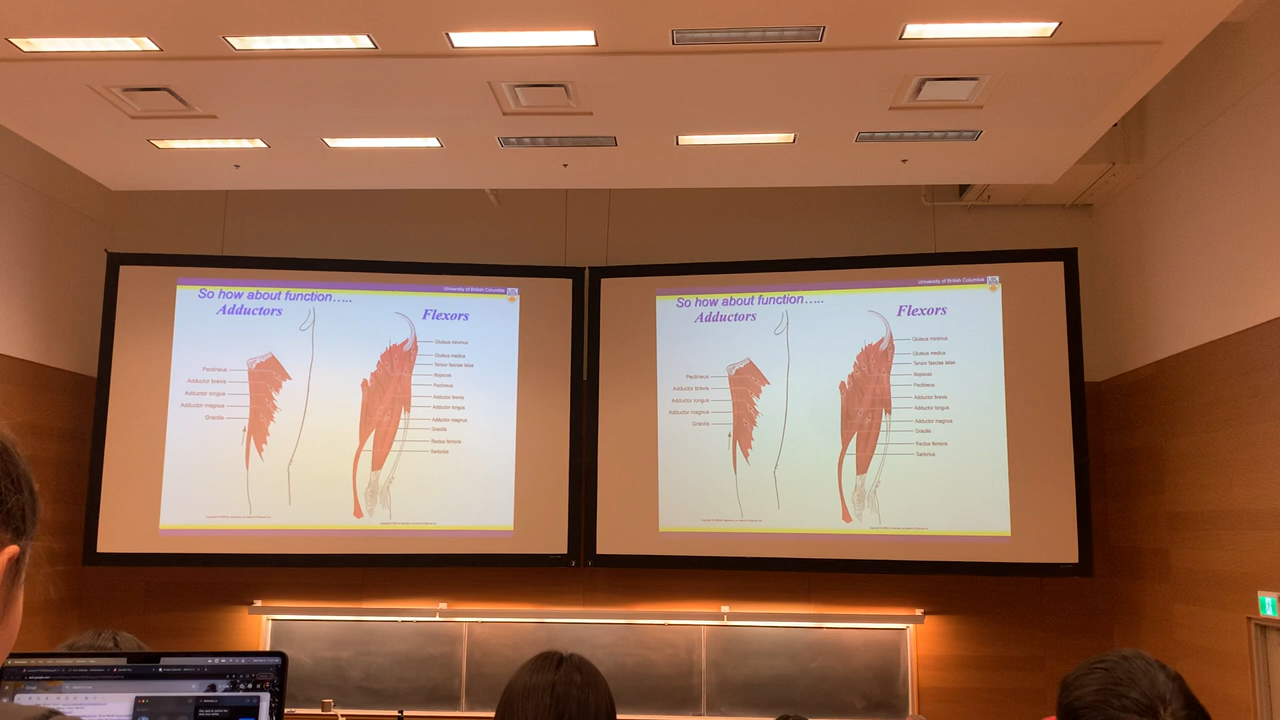 University of British Columbia
So how about function.....
Adductors
Flexors
Pectineus
Adductor brevis
Adductor longus
Adductor magnus
Gracilis
Gluteus minimus
Gluteus medius
Tensor fasciae latae
Iliopsoas
Pectineus
Adductor brevis
Adductor longus
Adductor magnus
Gracilis
Rectus femoris
Sartorius
University of British Columbia
So how about function.....
Adductors
Flexors
Pectineus
Adductor brevis
Adductor longus
Adductor magnus
Gracilis
Gluteus minimus
Gluteus medius
Tensor fasciae latae
Iliopsoas
Pectineus
Adductor brevis
Adductor longus
Adductor magnus
Gracilis
Rectus femoris
Sartorius
2
1
Gmail